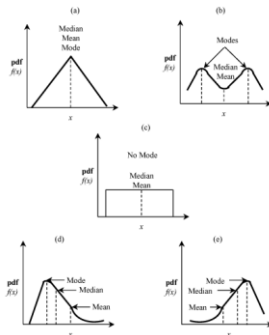 (a)
Median
Mean
Mode
pdf
f(x)
x
(b)
Modes
Median
Mean
pdf
f(x)
x
(c)
No Mode
Median
Mean
pdf
f(x)
x
(d)
Mode
Median
Mean
pdf
f(x)
(e)
Mode
Median
Mean
pdf
f(x)